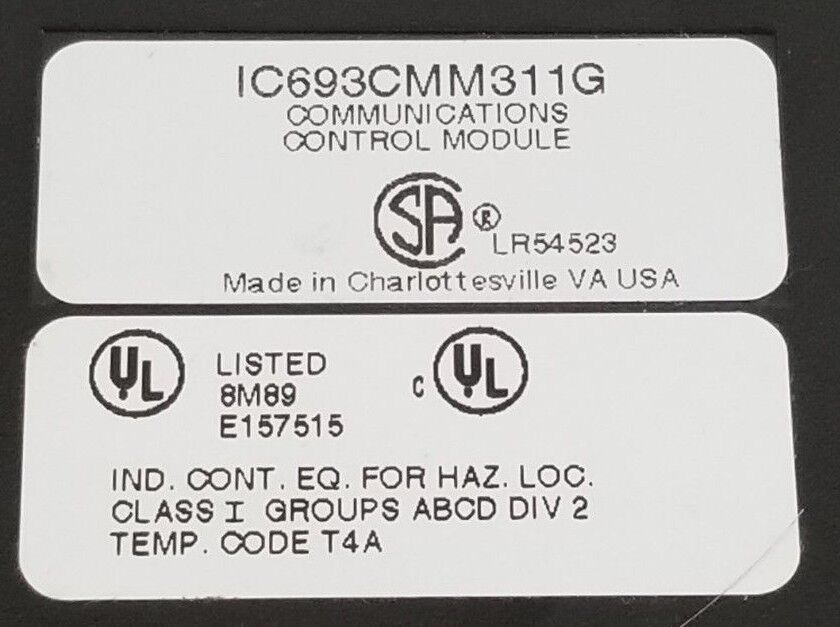 IC693CMM311G
COMMUNICATIONS
CONTROL MODULE
SA ® LR54523
Made in Charlottesville VA USA
UL LISTED
8M89
E157515
C UL
IND. CONT. EQ. FOR HAZ. LOC.
CLASS I GROUPS ABCD DIV 2
TEMP. CODE T4A